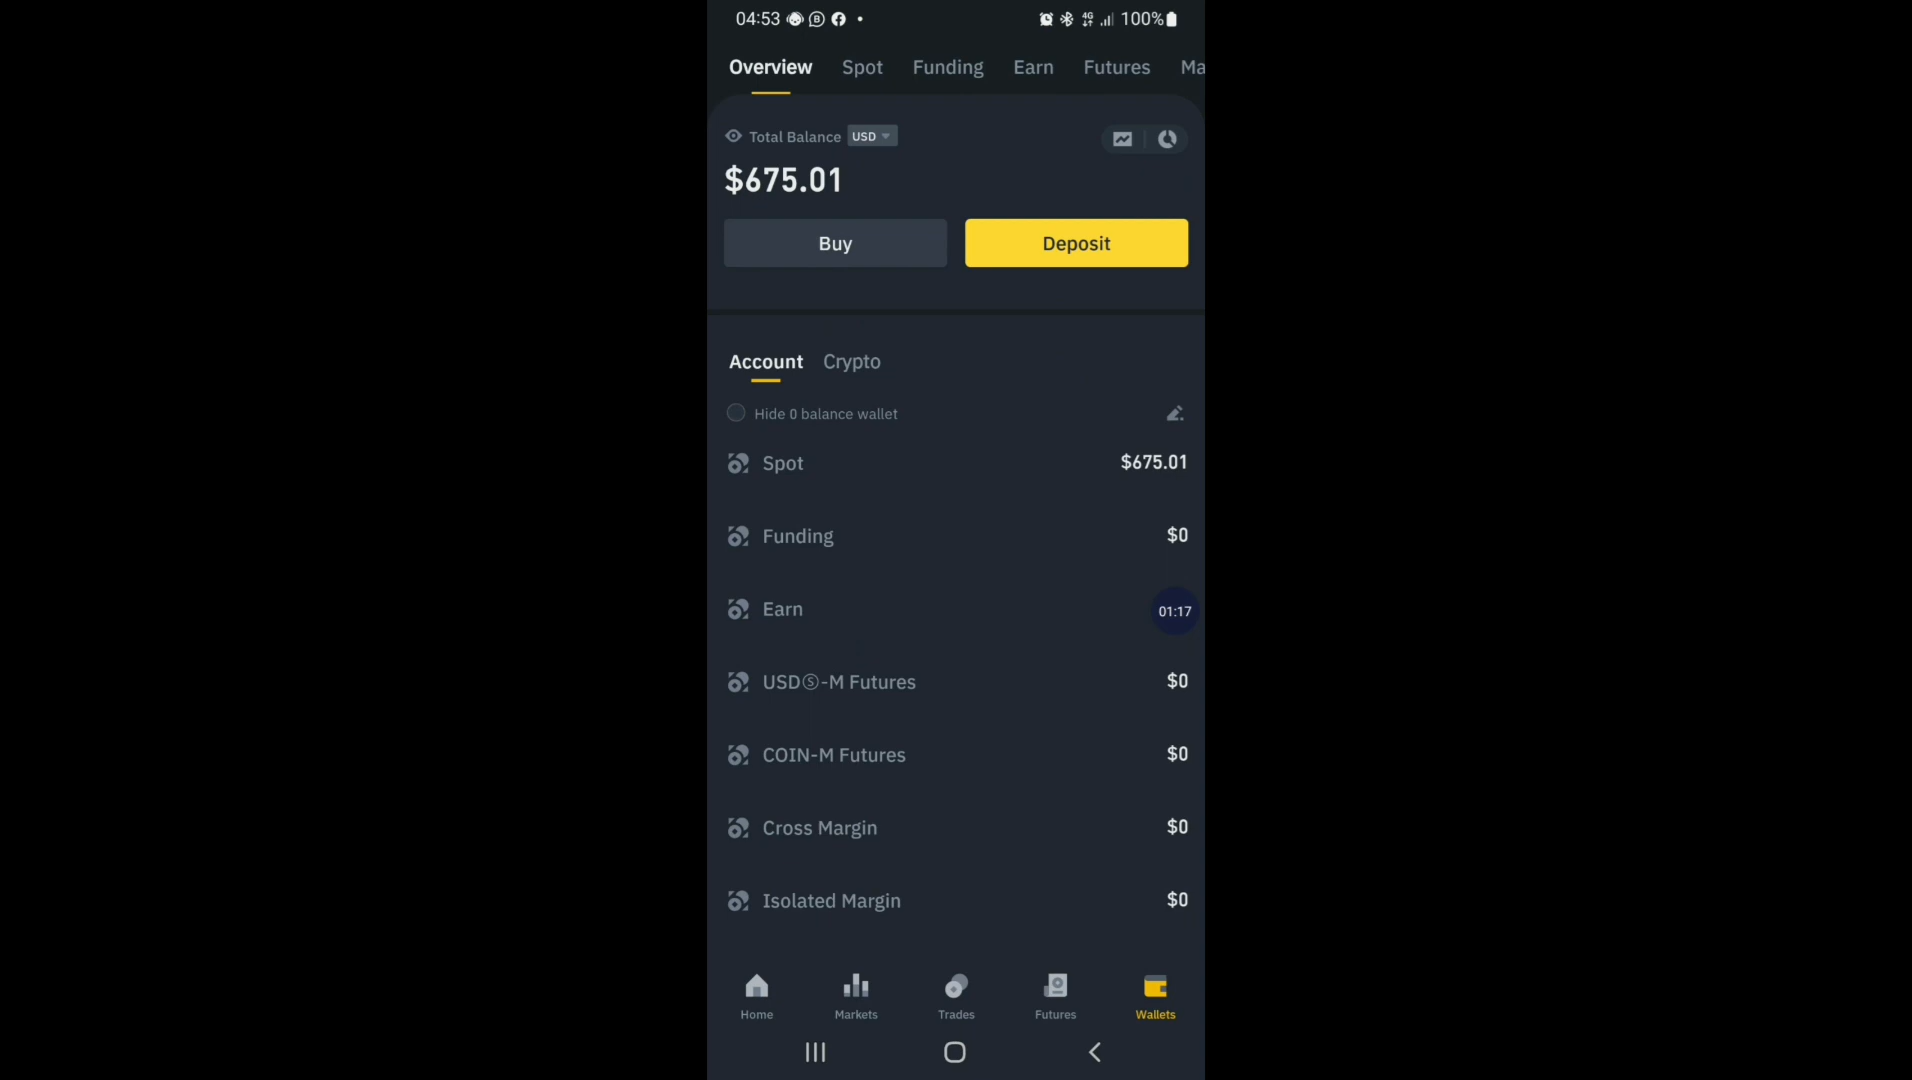 04:53 100%
Overview Spot Funding Earn Futures Ma
Total Balance USD
$675.01
Buy Deposit
Account Crypto
Hide 0 balance wallet
Spot $675.01
Funding $0
Earn 01:17
USDⓈ-M Futures $0
COIN-M Futures $0
Cross Margin $0
Isolated Margin $0
Home Markets Trades Futures Wallets